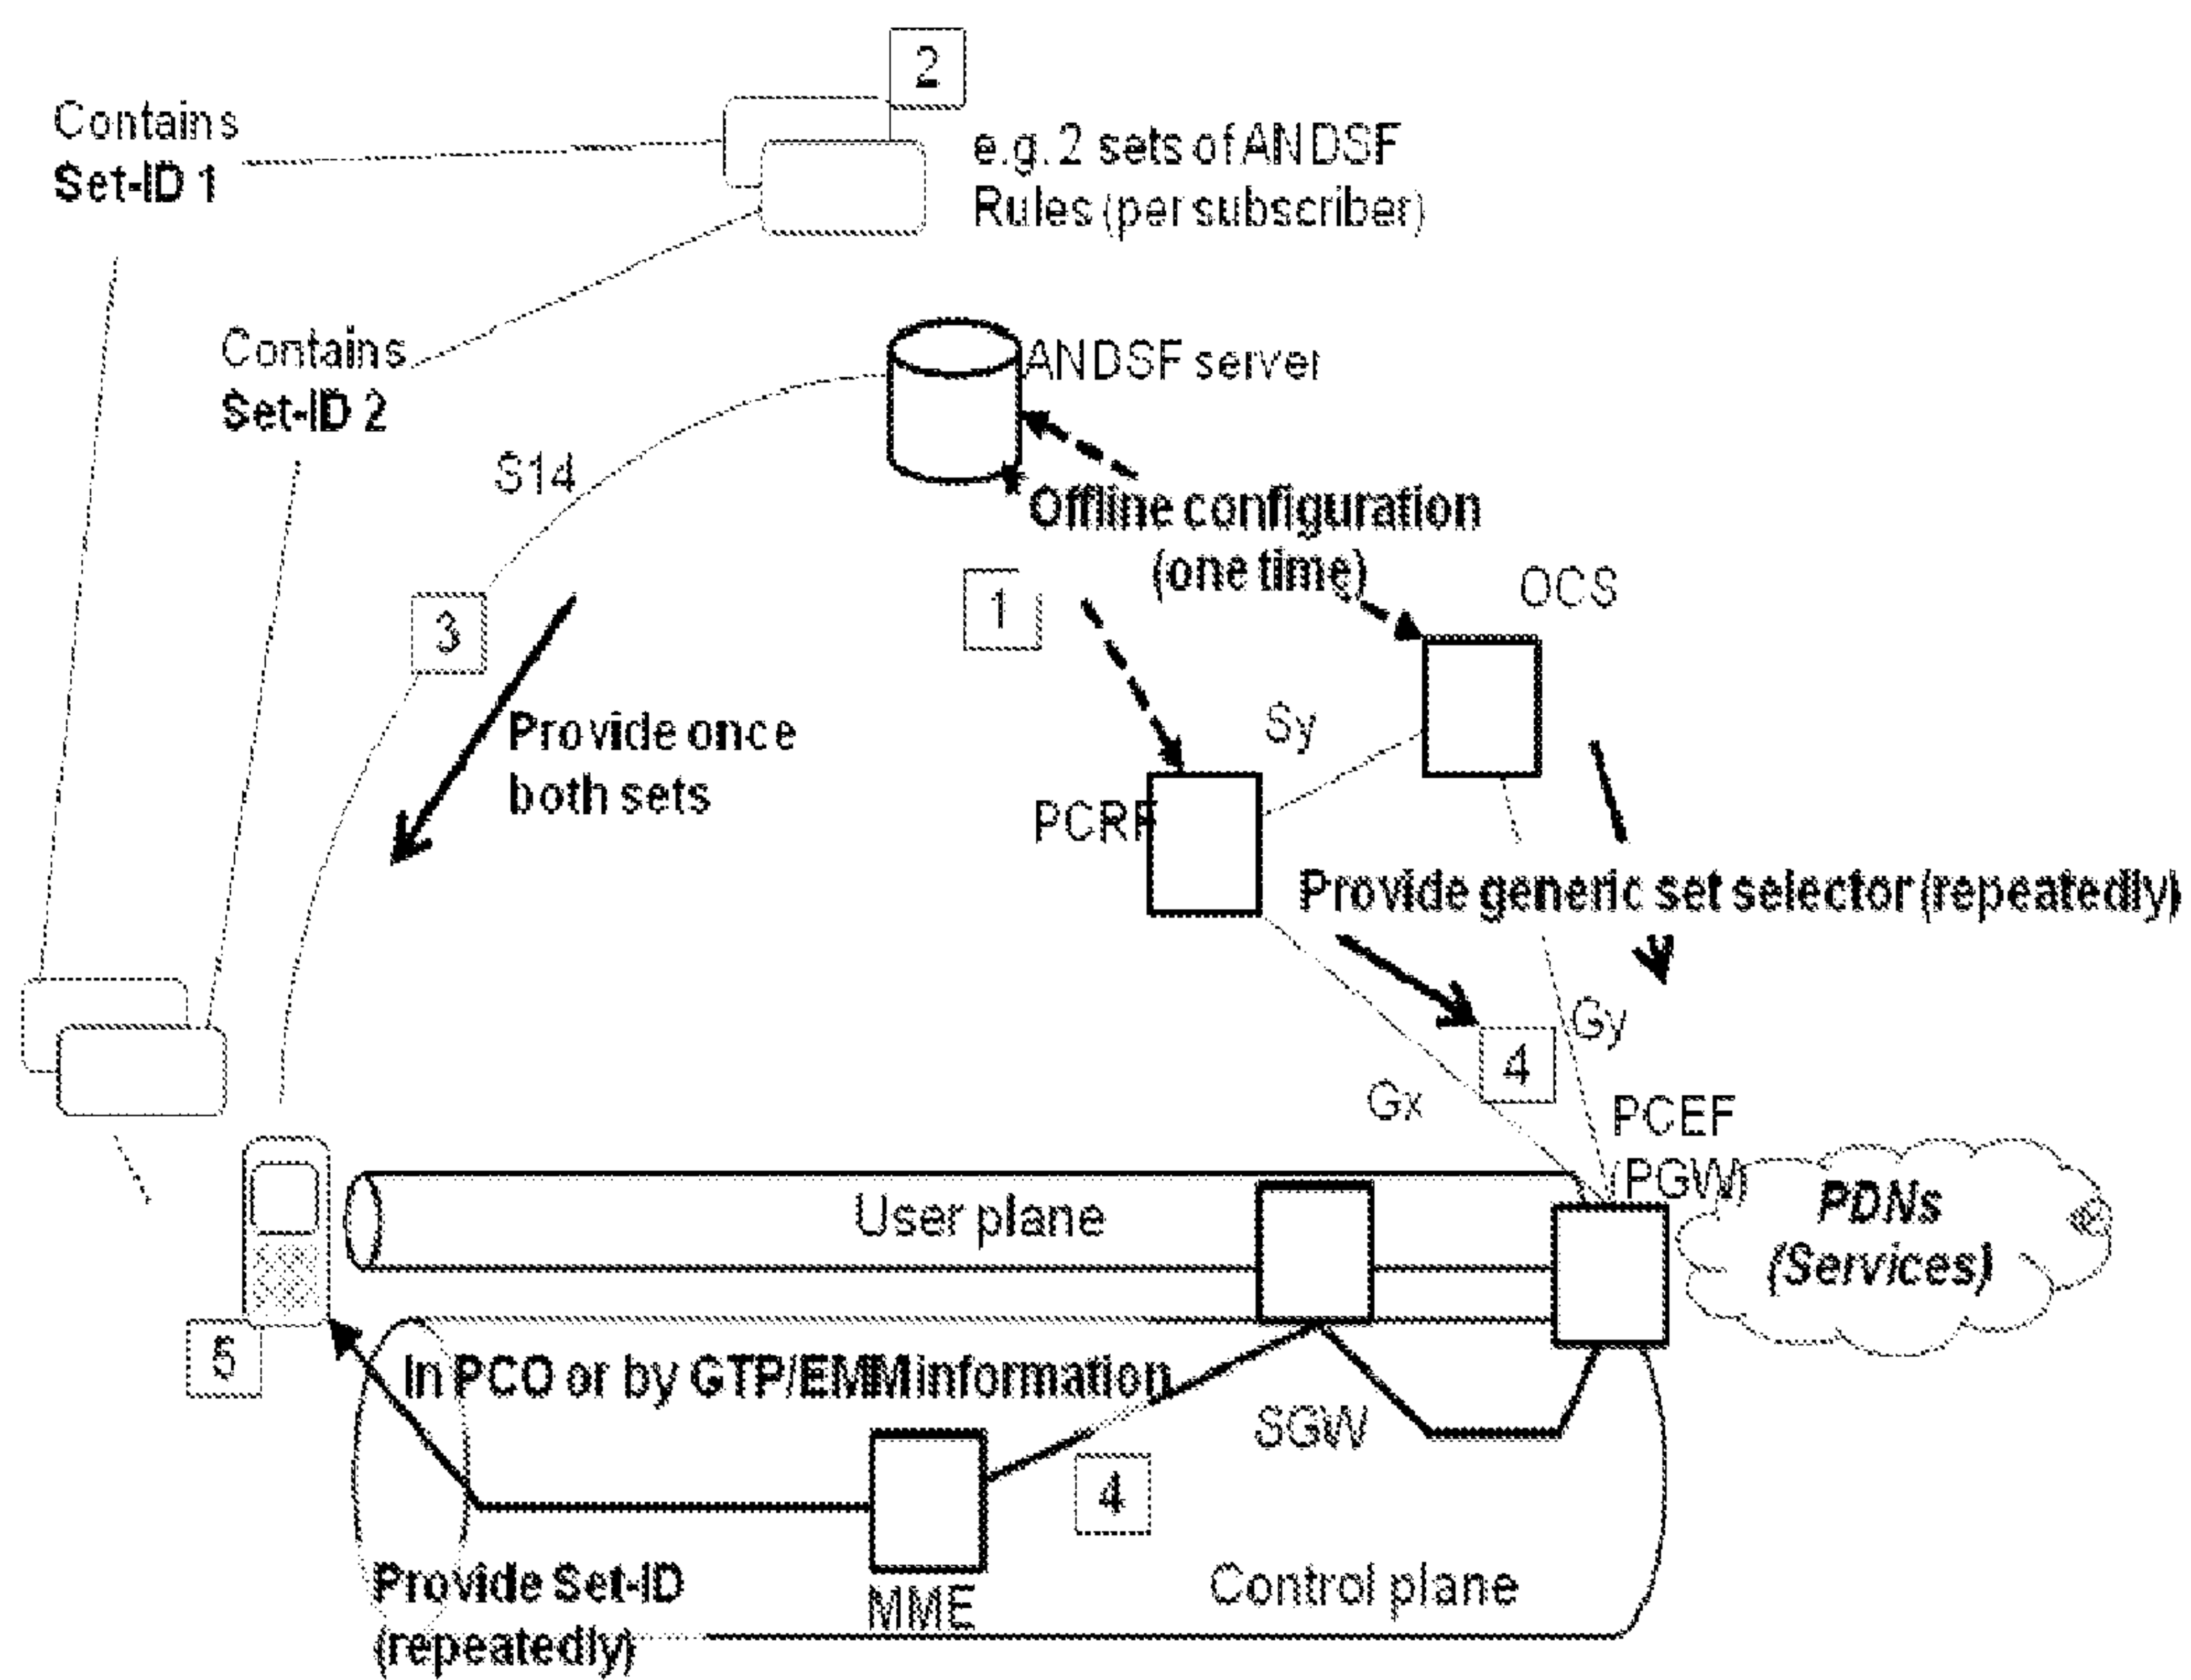 2
Contains
Set-ID 1
e.g. 2 sets of ANDSF
Rules (per subscriber)
Contains
Set-ID 2
ANDSF server
S14
Offline configuration
(one time)
1
OCS
3
Sy
Provide once
both sets
PCRF
Provide generic set selector (repeatedly)
Gy
4
Gx
PCEF
(PGW)
User plane
PDNs
(Services)
5
In PCO or by GTP/EMM information
SGW
4
Provide Set-ID
(repeatedly)
MME
Control plane